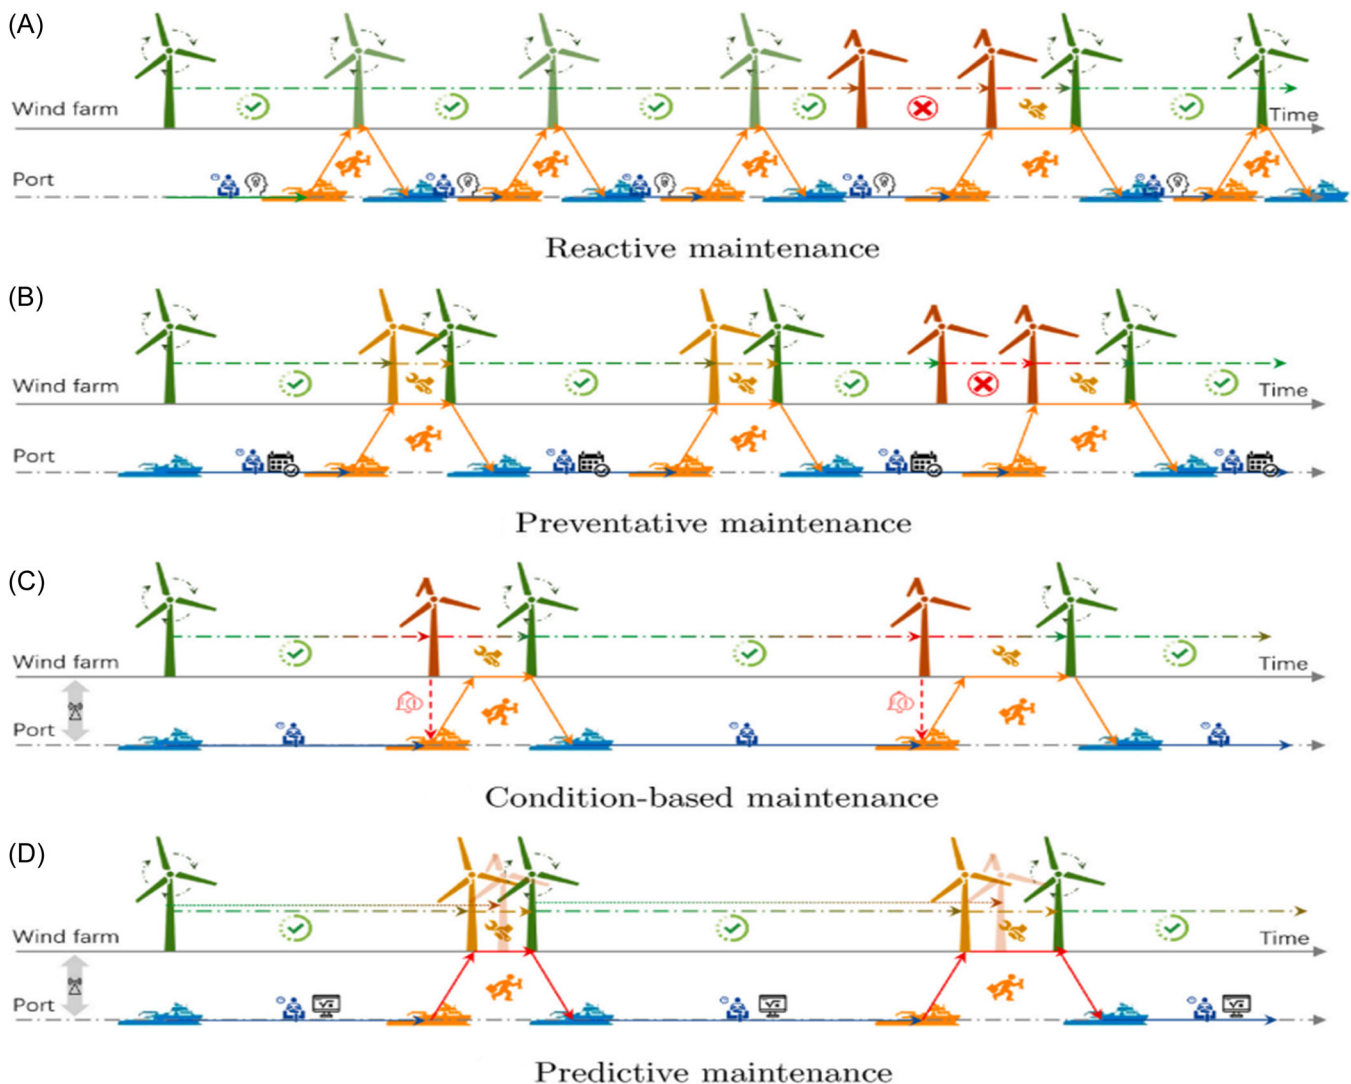 (A)
Wind farm
Time
Port
Reactive maintenance
(B)
Wind farm
Time
Port
Preventative maintenance
(C)
Wind farm
Time
Port
Condition-based maintenance
(D)
Wind farm
Time
Port
Predictive maintenance